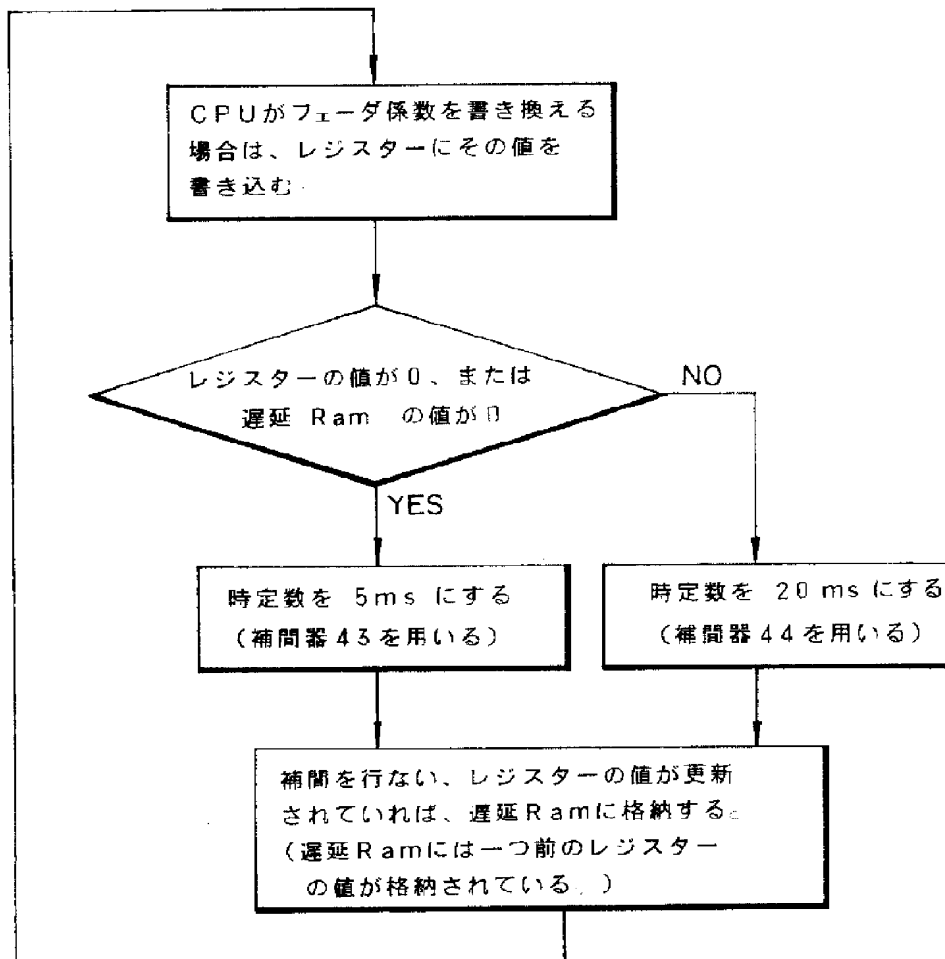 CPUがフェーダ係数を書き換える
場合は、レジスターにその値を
書き込む
レジスターの値が0、または
遅延 Ram の値が0
NO
YES
時定数を 5ms にする
(補間器43を用いる)
時定数を 20 ms にする
(補間器44を用いる)
補間を行ない、レジスターの値が更新
されていれば、遅延Ramに格納する。
(遅延Ramには一つ前のレジスター
の値が格納されている。)